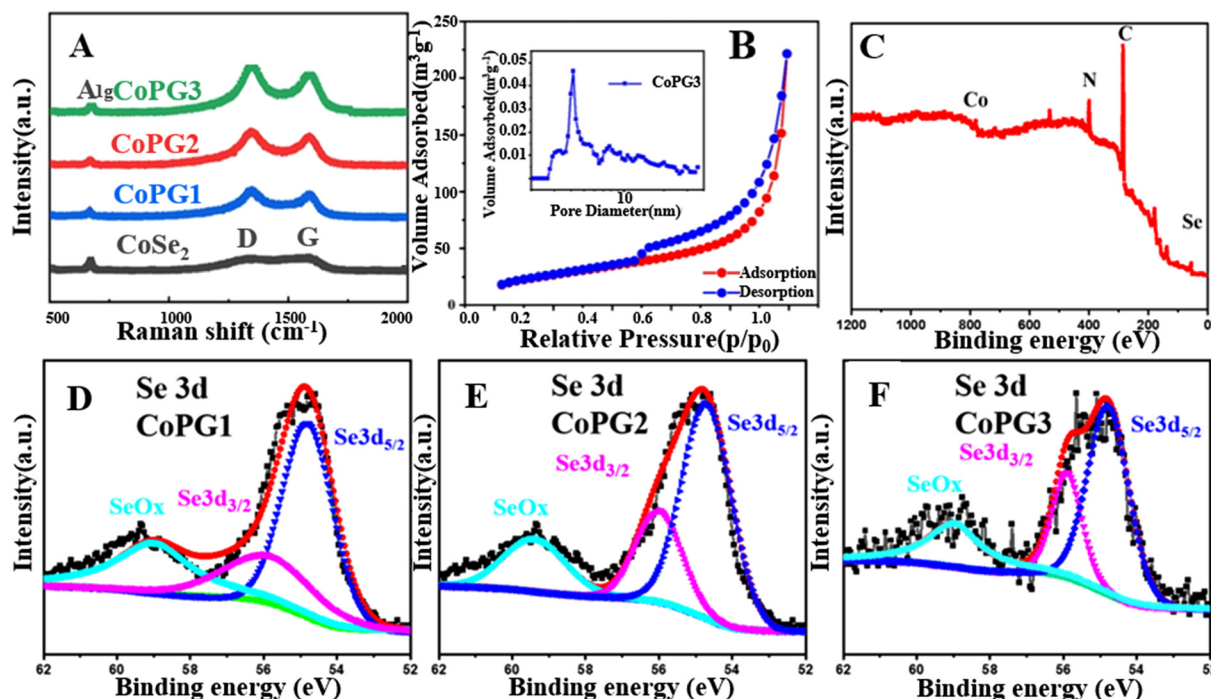 A
A1g
CoPG3
CoPG2
CoPG1
CoSe2
D
G
Intensity(a.u.)
500 1000 1500 2000
Raman shift (cm-1)
B
Volume Adsorbed(m3g-1)
250
200
150
100
50
0
0.2 0.4 0.6 0.8 1.0
Relative Pressure(p/p0)
Adsorption
Desorption
Volume Adsorbed(m3g-1)
0.05
0.04
0.03
0.02
0.01
CoPG3
10
Pore Diameter(nm)
C
Intensity(a.u.)
Co
N
C
Se
1200 1000 800 600 400 200 0
Binding energy (eV)
D
Se 3d
CoPG1
Se3d5/2
Se3d3/2
SeOx
Intensity(a.u.)
62 60 58 56 54 52
Binding energy (eV)
E
Se 3d
CoPG2
Se3d5/2
Se3d3/2
SeOx
Intensity(a.u.)
62 60 58 56 54 52
Binding energy (eV)
F
Se 3d
CoPG3
Se3d5/2
Se3d3/2
SeOx
Intensity(a.u.)
62 60 58 56 54 52
Binding energy (eV)